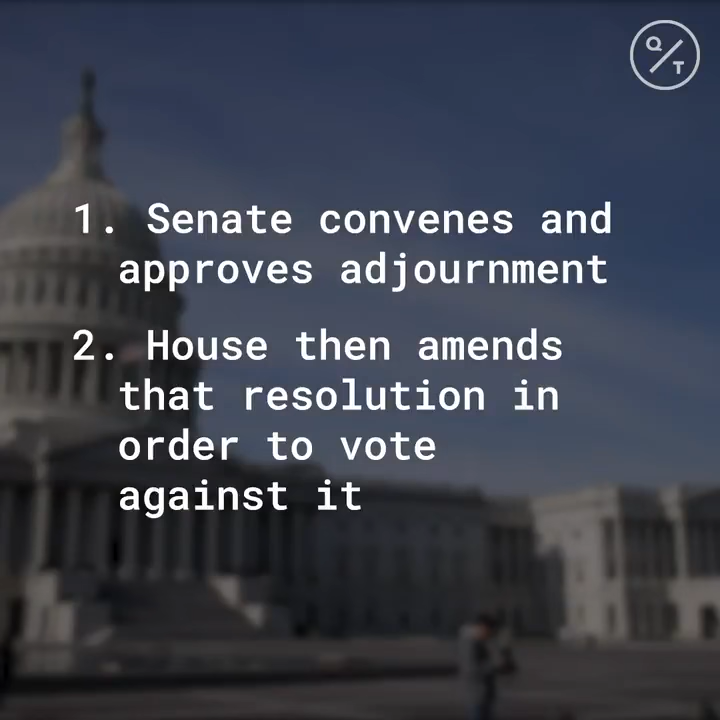 Q/T
1. Senate convenes and
approves adjournment
2. House then amends
that resolution in
order to vote
against it